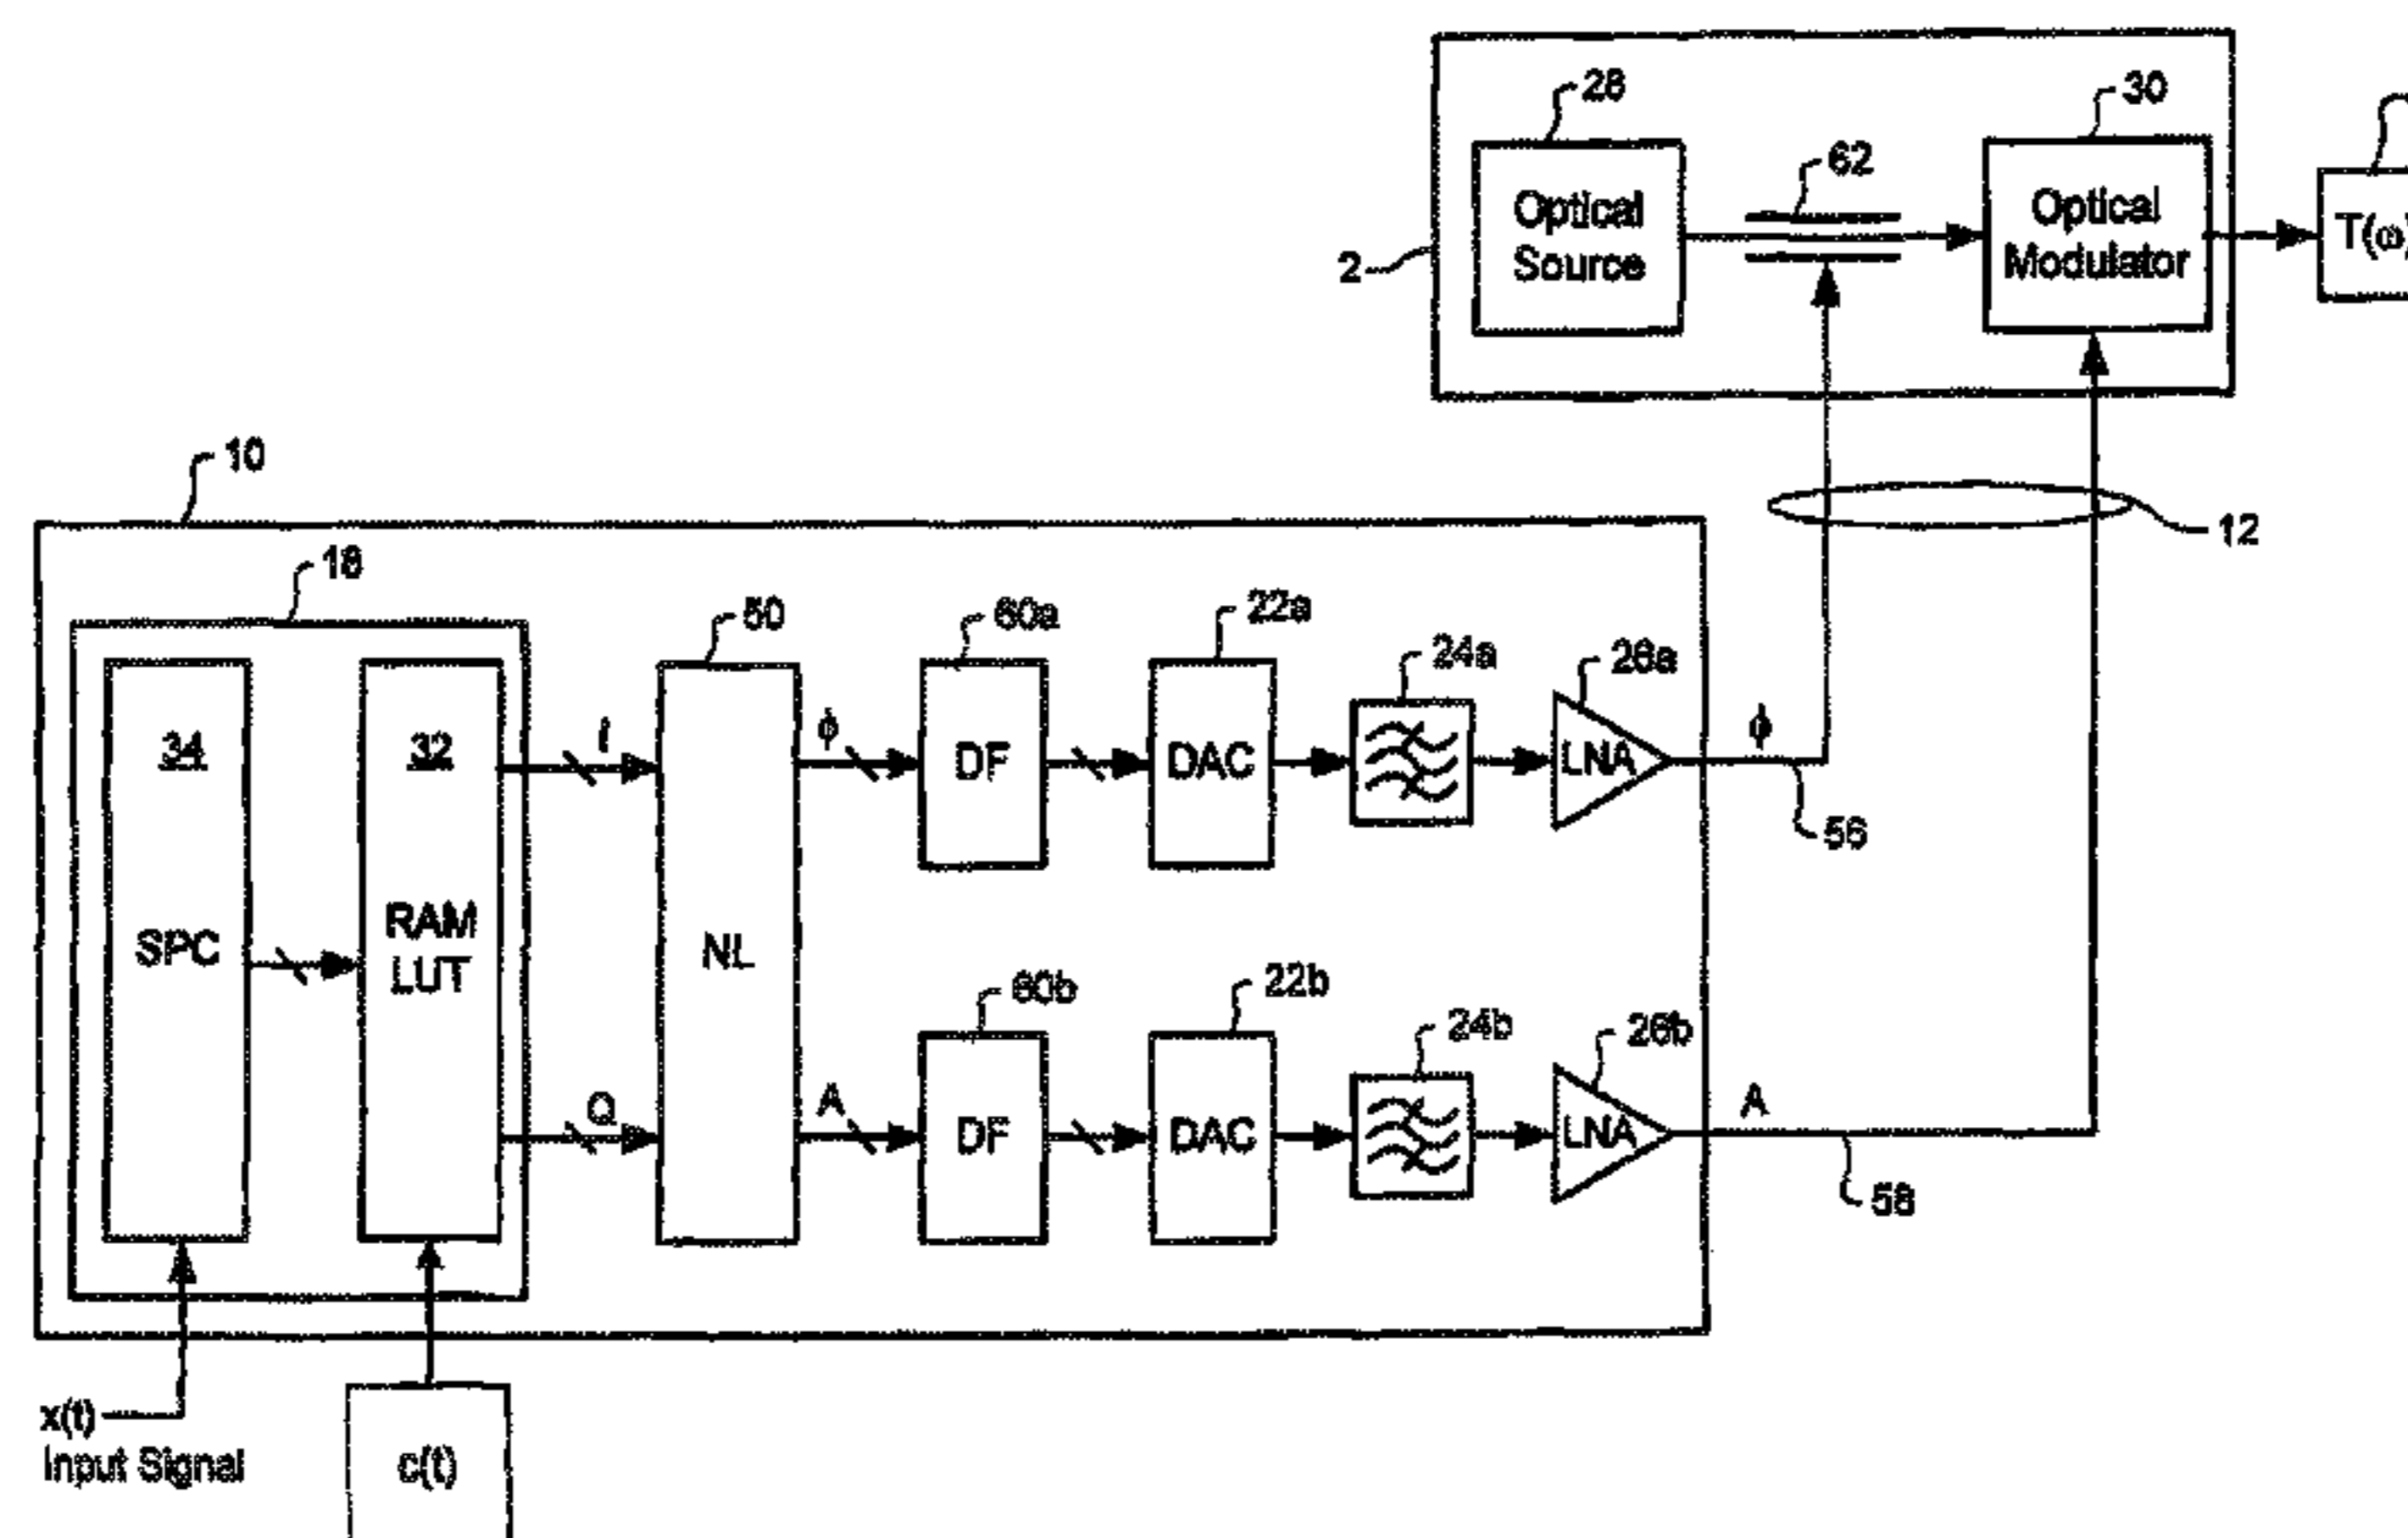 28
30
62
Optical
Source
Optical
Modulator
T(ω)
2
10
12
18
50
60a
22a
24a
26a
34
32
I
ϕ
DF
DAC
LNA
ϕ
56
SPC
RAM
LUT
NL
60b
22b
24b
26b
Q
A
DF
DAC
LNA
A
58
x(t)
Input Signal
c(t)